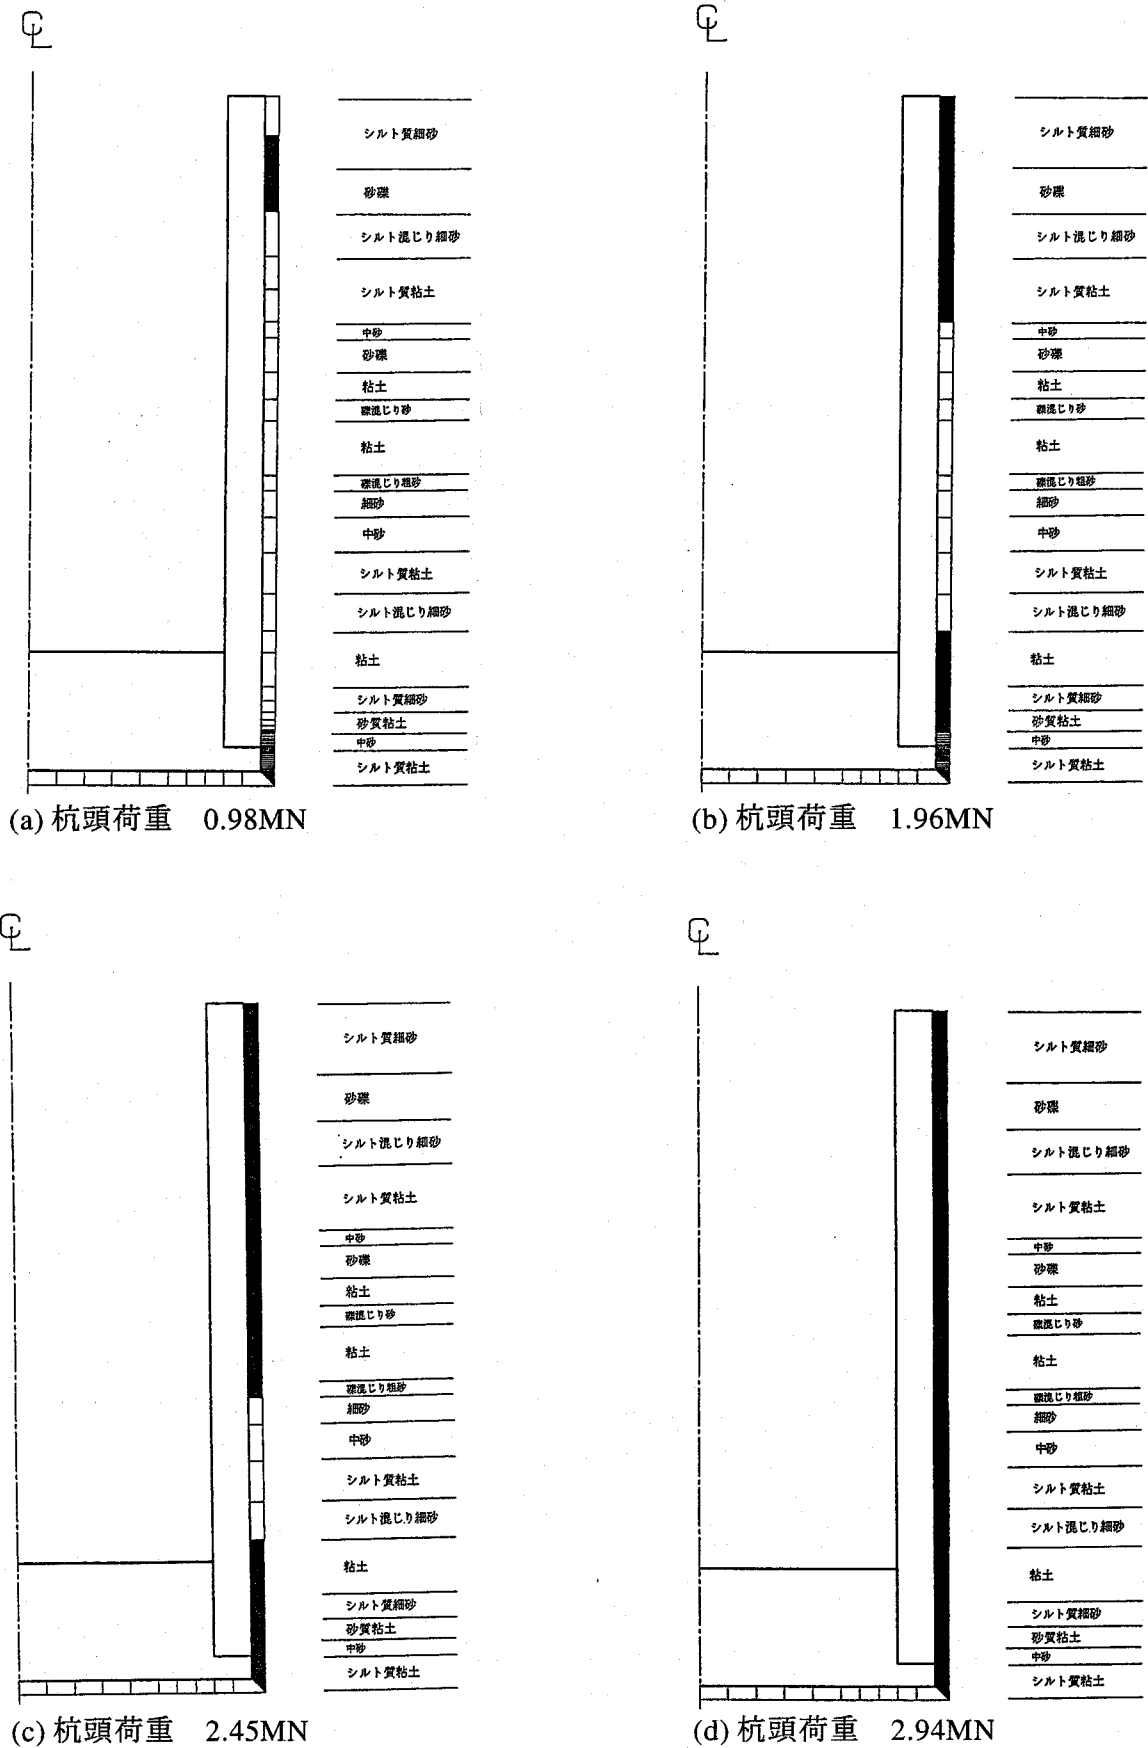 ℄
シルト質細砂
砂礫
シルト混じり細砂
シルト質粘土
中砂
砂礫
粘土
礫混じり砂
粘土
礫混じり粗砂
細砂
中砂
シルト質粘土
シルト混じり細砂
粘土
シルト質細砂
砂質粘土
中砂
シルト質粘土
(a) 杭頭荷重 0.98MN
℄
シルト質細砂
砂礫
シルト混じり細砂
シルト質粘土
中砂
砂礫
粘土
礫混じり砂
粘土
礫混じり粗砂
細砂
中砂
シルト質粘土
シルト混じり細砂
粘土
シルト質細砂
砂質粘土
中砂
シルト質粘土
(b) 杭頭荷重 1.96MN
℄
シルト質細砂
砂礫
シルト混じり細砂
シルト質粘土
中砂
砂礫
粘土
礫混じり砂
粘土
礫混じり粗砂
細砂
中砂
シルト質粘土
シルト混じり細砂
粘土
シルト質細砂
砂質粘土
中砂
シルト質粘土
(c) 杭頭荷重 2.45MN
℄
シルト質細砂
砂礫
シルト混じり細砂
シルト質粘土
中砂
砂礫
粘土
礫混じり砂
粘土
礫混じり粗砂
細砂
中砂
シルト質粘土
シルト混じり細砂
粘土
シルト質細砂
砂質粘土
中砂
シルト質粘土
(d) 杭頭荷重 2.94MN